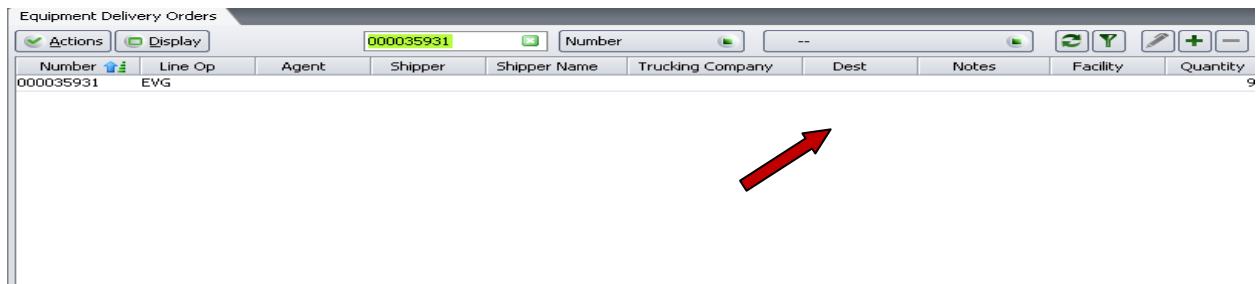 Equipment Delivery Orders
Actions Display 000035931 Number --
Number Line Op Agent Shipper Shipper Name Trucking Company Dest Notes Facility Quantity
000035931 EVG 9